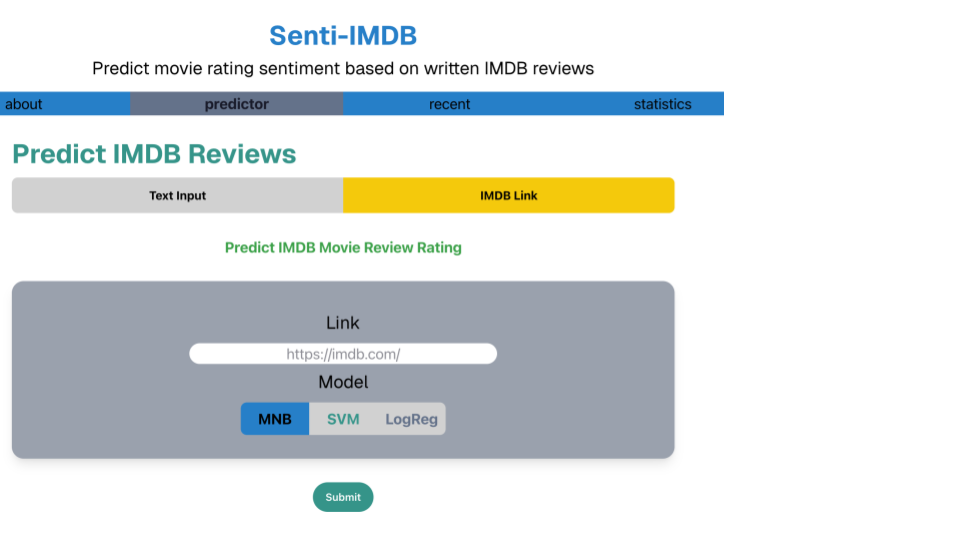 Senti-IMDB
Predict movie rating sentiment based on written IMDB reviews
about predictor recent statistics
Predict IMDB Reviews
Text Input IMDB Link
Predict IMDB Movie Review Rating
Link
https://imdb.com/
Model
MNB SVM LogReg
Submit